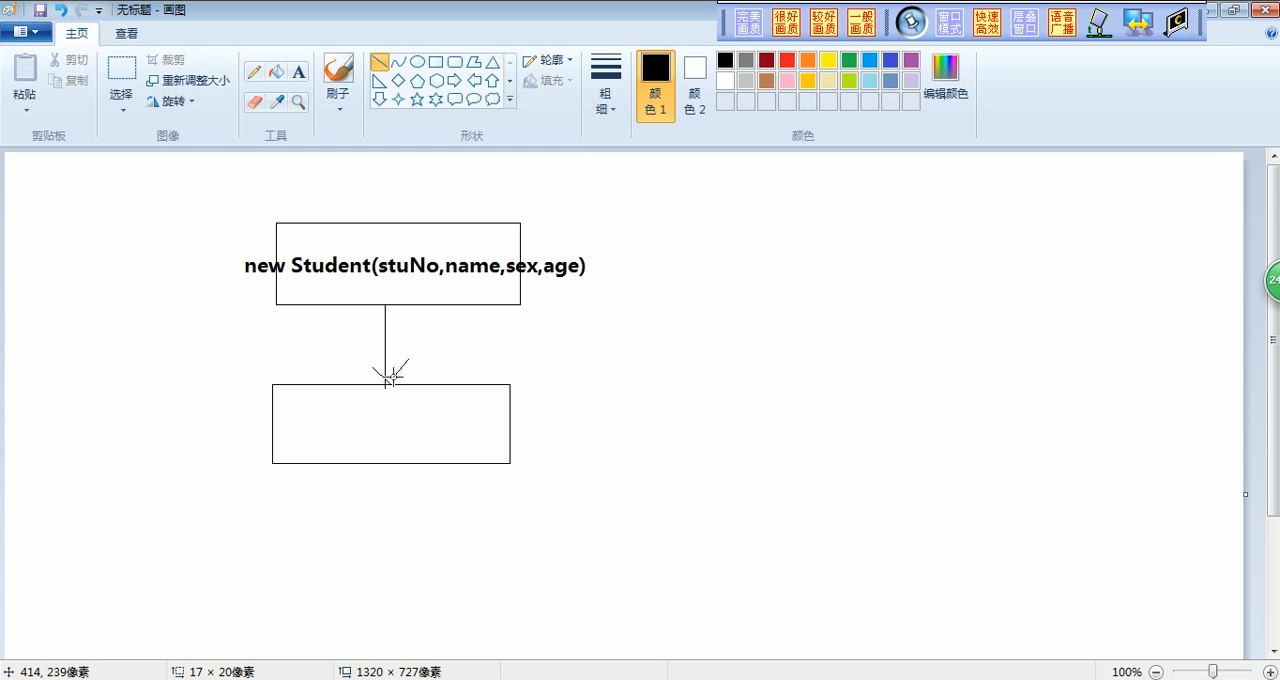 无标题 - 画图
完美画质
很好画质
较好画质
一般画质
窗口模式
快速高效
层叠窗口
语音广播
主页
查看
粘贴
剪切
复制
剪贴板
选择
裁剪
重新调整大小
旋转
图像
A
工具
刷子
轮廓
填充
形状
粗细
颜色 1
颜色 2
编辑颜色
颜色
new Student(stuNo,name,sex,age)
24
414, 239像素
17 × 20像素
1320 × 727像素
100%